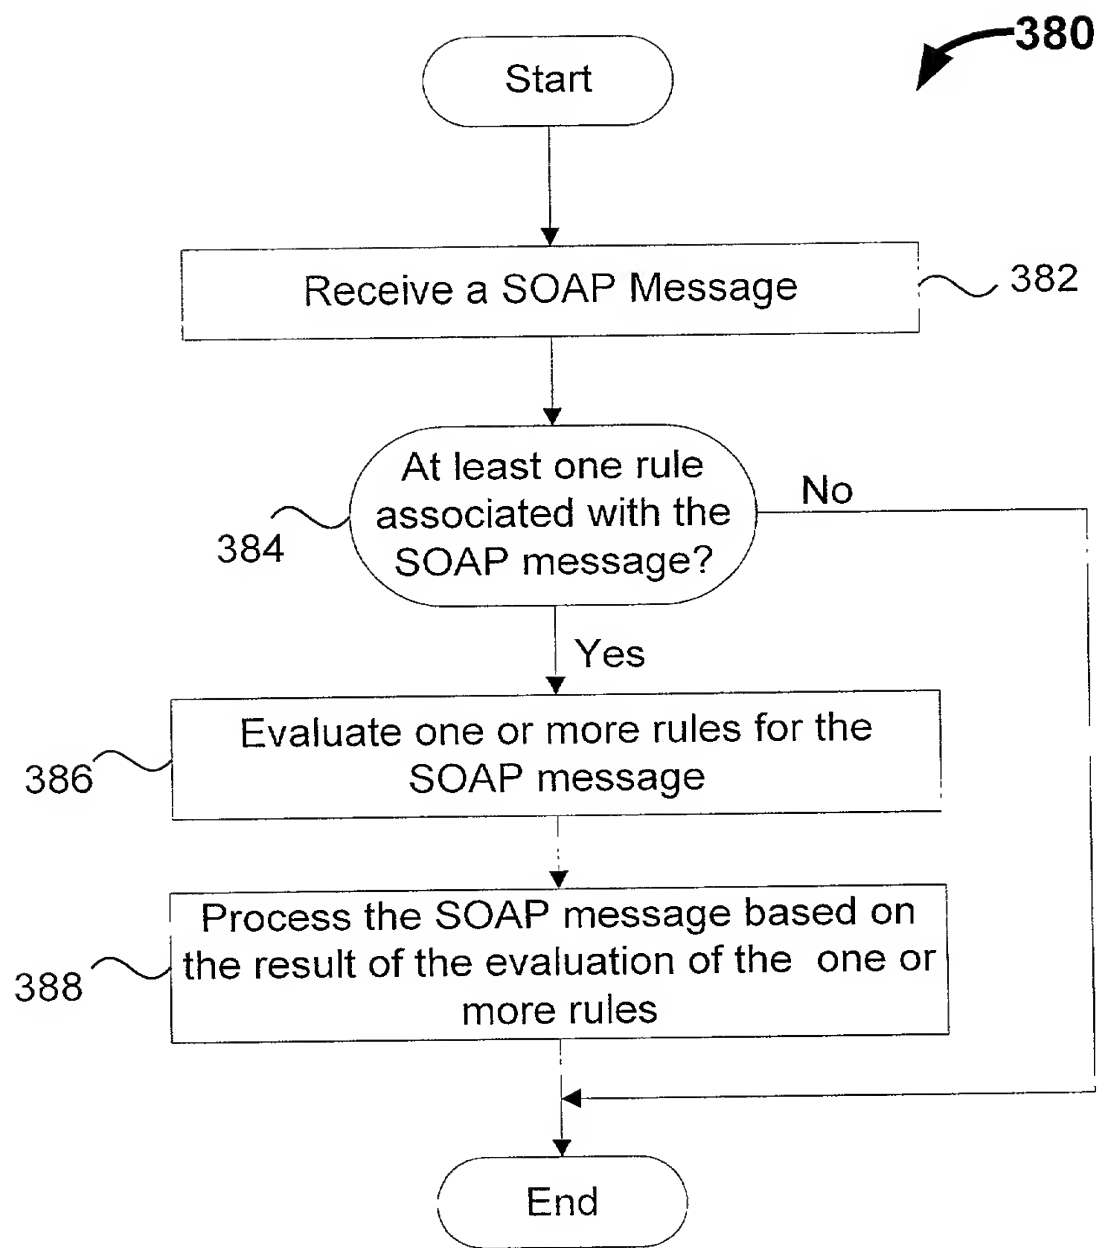 380
Start
Receive a SOAP Message
382
At least one rule
associated with the
SOAP message?
384
No
Yes
Evaluate one or more rules for the
SOAP message
386
Process the SOAP message based on
the result of the evaluation of the one or
more rules
388
End